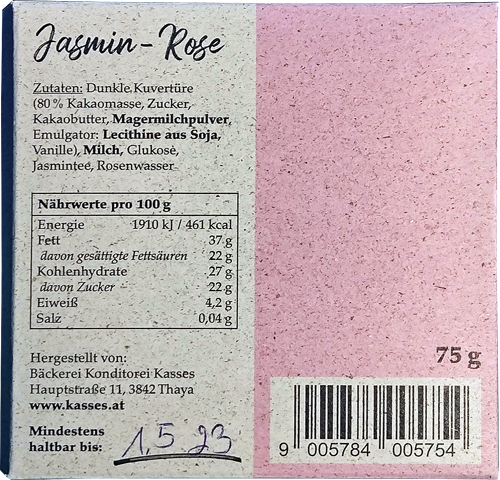 Jasmin - Rose
Zutaten: Dunkle Kuvertüre
(80 % Kakaomasse, Zucker,
Kakaobutter, Magermilchpulver,
Emulgator: Lecithine aus Soja,
Vanille), Milch, Glukose,
Jasmintee, Rosenwasser
Nährwerte pro 100 g
Energie 1910 kJ / 461 kcal
Fett 37 g
davon gesättigte Fettsäuren 22 g
Kohlenhydrate 27 g
davon Zucker 22 g
Eiweiß 4,2 g
Salz 0,04 g
Hergestellt von:
Bäckerei Konditorei Kasses
Hauptstraße 11, 3842 Thaya
www.kasses.at
Mindestens
haltbar bis: 1.5.23
75 g
9 005784 005754